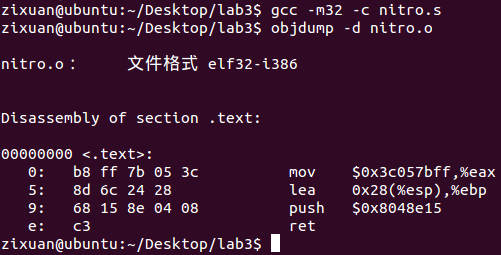 zixuan@ubuntu:~/Desktop/lab3$ gcc -m32 -c nitro.s
zixuan@ubuntu:~/Desktop/lab3$ objdump -d nitro.o
nitro.o：     文件格式 elf32-i386
Disassembly of section .text:
00000000 <.text>:
   0:	b8 ff 7b 05 3c       	mov    $0x3c057bff,%eax
   5:	8d 6c 24 28          	lea    0x28(%esp),%ebp
   9:	68 15 8e 04 08       	push   $0x8048e15
   e:	c3                   	ret
zixuan@ubuntu:~/Desktop/lab3$